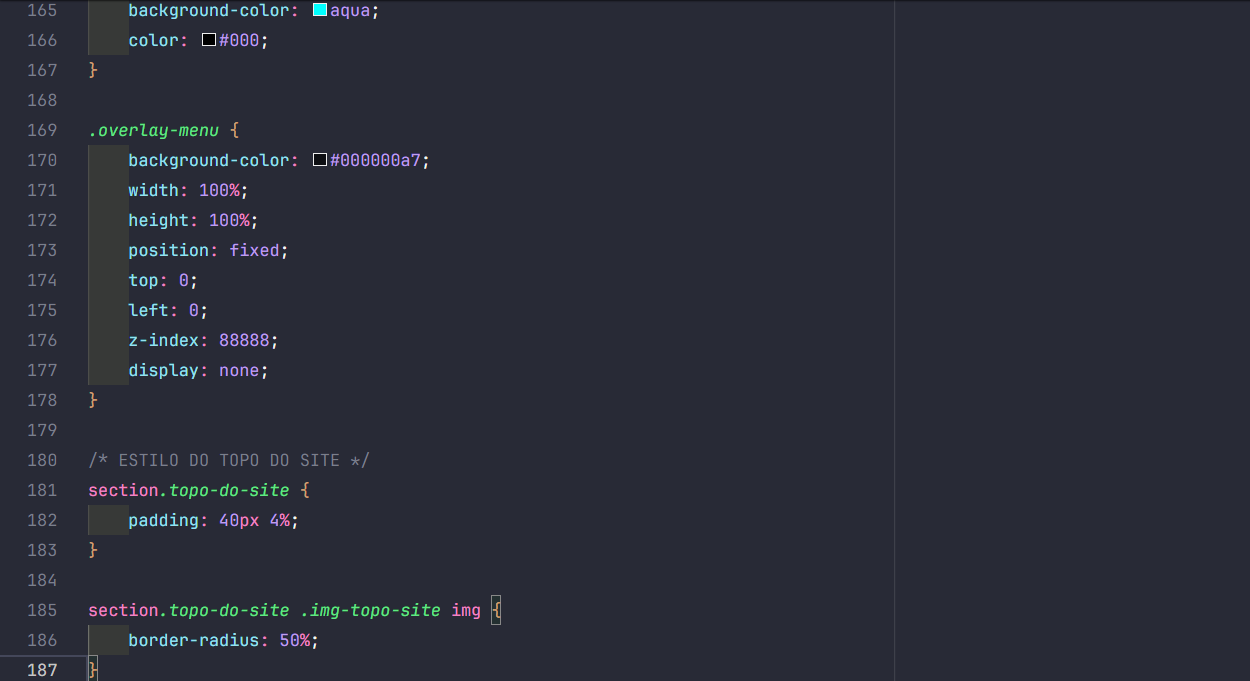 165 background-color: aqua;
166 color: #000;
167 }
168
169 .overlay-menu {
170 background-color: #000000a7;
171 width: 100%;
172 height: 100%;
173 position: fixed;
174 top: 0;
175 left: 0;
176 z-index: 88888;
177 display: none;
178 }
179
180 /* ESTILO DO TOPO DO SITE */
181 section.topo-do-site {
182 padding: 40px 4%;
183 }
184
185 section.topo-do-site .img-topo-site img {
186 border-radius: 50%;
187 }